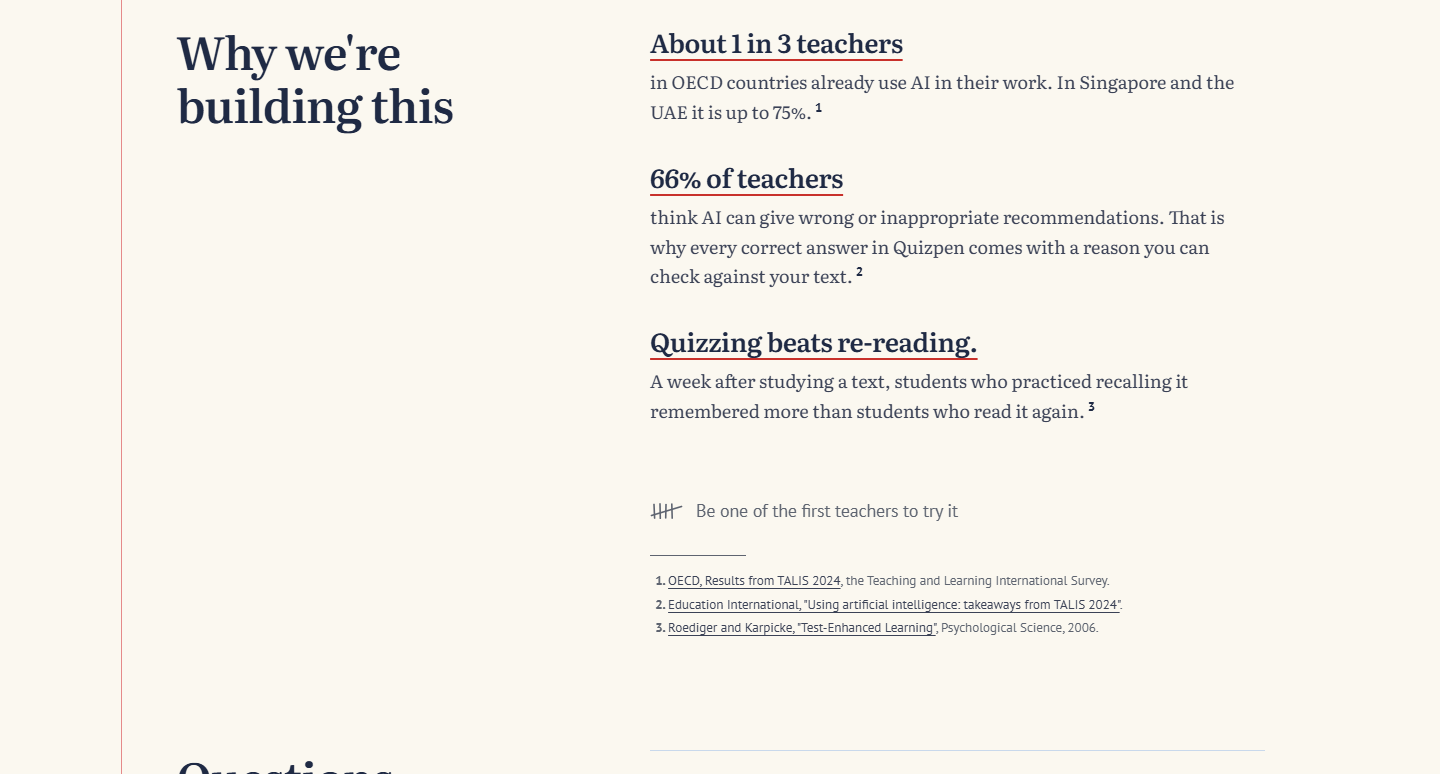 Why we're
building this
About 1 in 3 teachers
in OECD countries already use AI in their work. In Singapore and the
UAE it is up to 75%. 1
66% of teachers
think AI can give wrong or inappropriate recommendations. That is
why every correct answer in Quizpen comes with a reason you can
check against your text. 2
Quizzing beats re-reading.
A week after studying a text, students who practiced recalling it
remembered more than students who read it again. 3
Be one of the first teachers to try it
1. OECD, Results from TALIS 2024, the Teaching and Learning International Survey.
2. Education International, "Using artificial intelligence: takeaways from TALIS 2024".
3. Roediger and Karpicke, "Test-Enhanced Learning", Psychological Science, 2006.
Questions